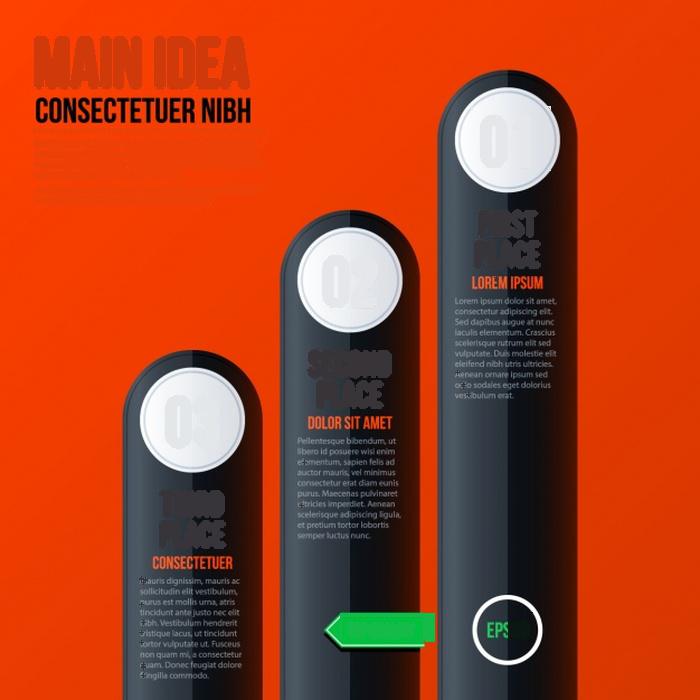 MAIN IDEA
CONSECTETUER NIBH
01
FIRST
PLACE
LOREM IPSUM
Lorem ipsum dolor sit amet,
consectetur adipiscing elit.
Sed dapibus augue at nunc
iaculis elementum. Cras
scelerisque rutrum elit sed
vulputate. Duis molestie elit
eleifend nibh utris ultricies.
Aenean ornare ipsum sed
odio sodales eget dolorius
vestibulum erat.
02
SECOND
PLACE
DOLOR SIT AMET
Pellentesque bibendum, ut
libero id posuere wisi enim
elementum, sapien felis ad
auctor mauris, vel minimus
consectetur erat diam eunis
purus. Maecenas pulvinaret
ultricies imperdiet. Aenean
scelerisque adipiscing ligula,
et pretium tortor lobortis
semper luctus nunc.
03
THIRD
PLACE
CONSECTETUER
Mauris dignissim, mauris ac
sollicitudin elit vestibulum,
purus est mollis urna, atris
tincidunt ante justo nec elit
nibh. Vestibulum hendrerit
tristique lacus, ut tincidunt
tortor vulputate ut. Fusceus
non quam mi, a consectetur
quam. Donec feugiat dolore
fringilla commodo.
EPS